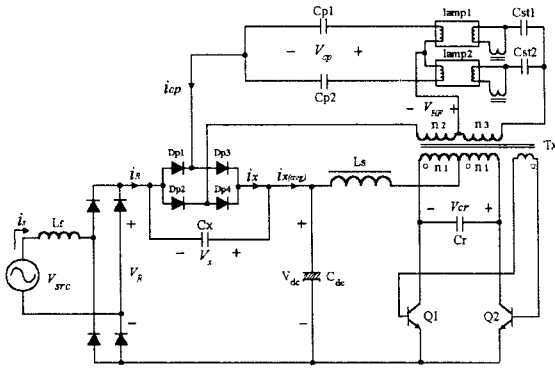 Cp1
lamp1
Cst1
− Vcp +
lamp2
Cst2
icp
Cp2
− VHF +
n2
n3
Tx
Dp1
Dp3
Ls
iR
ix
ix(avg)
n1
n1
Dp2
Dp4
is
Lf
Cx
− Vcr +
− Vx +
Cr
+
+
Vsrc
VR
Vdc
Cdc
Q1
Q2
−
−